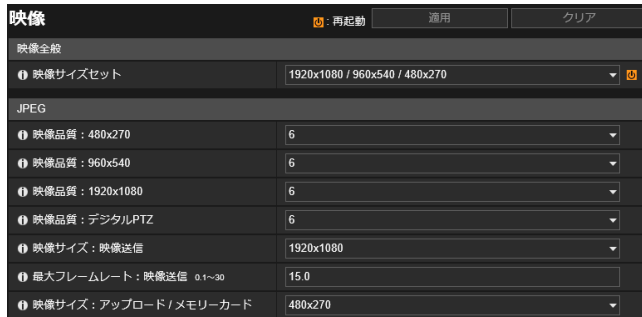 映像
再起動 適用 クリア
映像全般
映像サイズセット 1920x1080 / 960x540 / 480x270
JPEG
映像品質：480x270 6
映像品質：960x540 6
映像品質：1920x1080 6
映像品質：デジタルPTZ 6
映像サイズ：映像送信 1920x1080
最大フレームレート：映像送信 0.1～30 15.0
映像サイズ：アップロード / メモリーカード 480x270